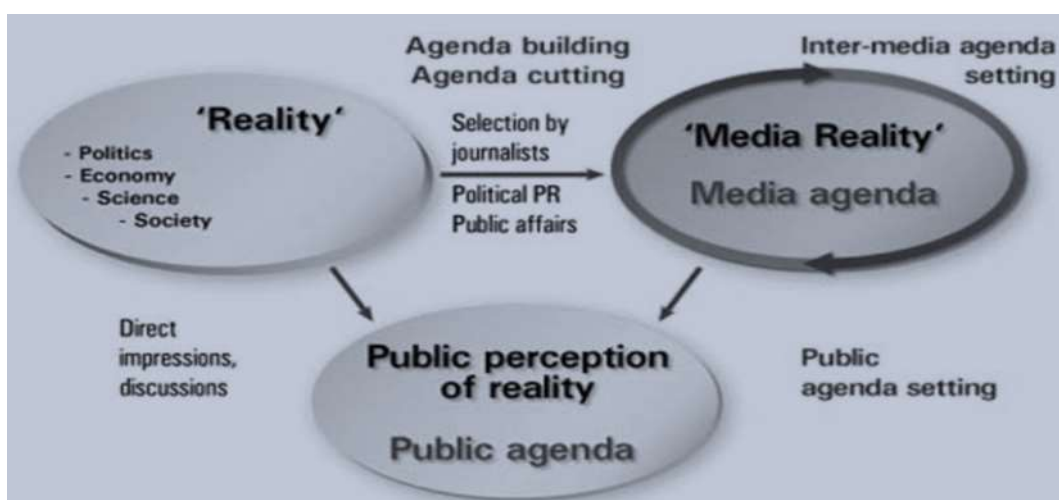 Agenda building
Agenda cutting
Inter-media agenda
setting
‘Reality‘
- Politics
- Economy
- Science
- Society
Selection by
journalists
Political PR
Public affairs
‘Media Reality‘
Media agenda
Direct
impressions,
discussions
Public perception
of reality
Public agenda
Public
agenda setting